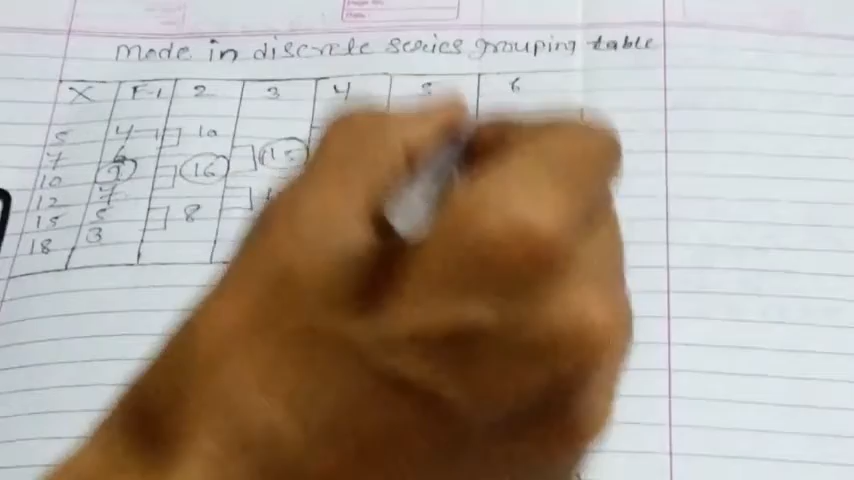 mode in discrete series grouping table
X F-1 2 3 4 5 6
5 4 10
7 6
10 9 16 15
12 7
15 5 8
18 3